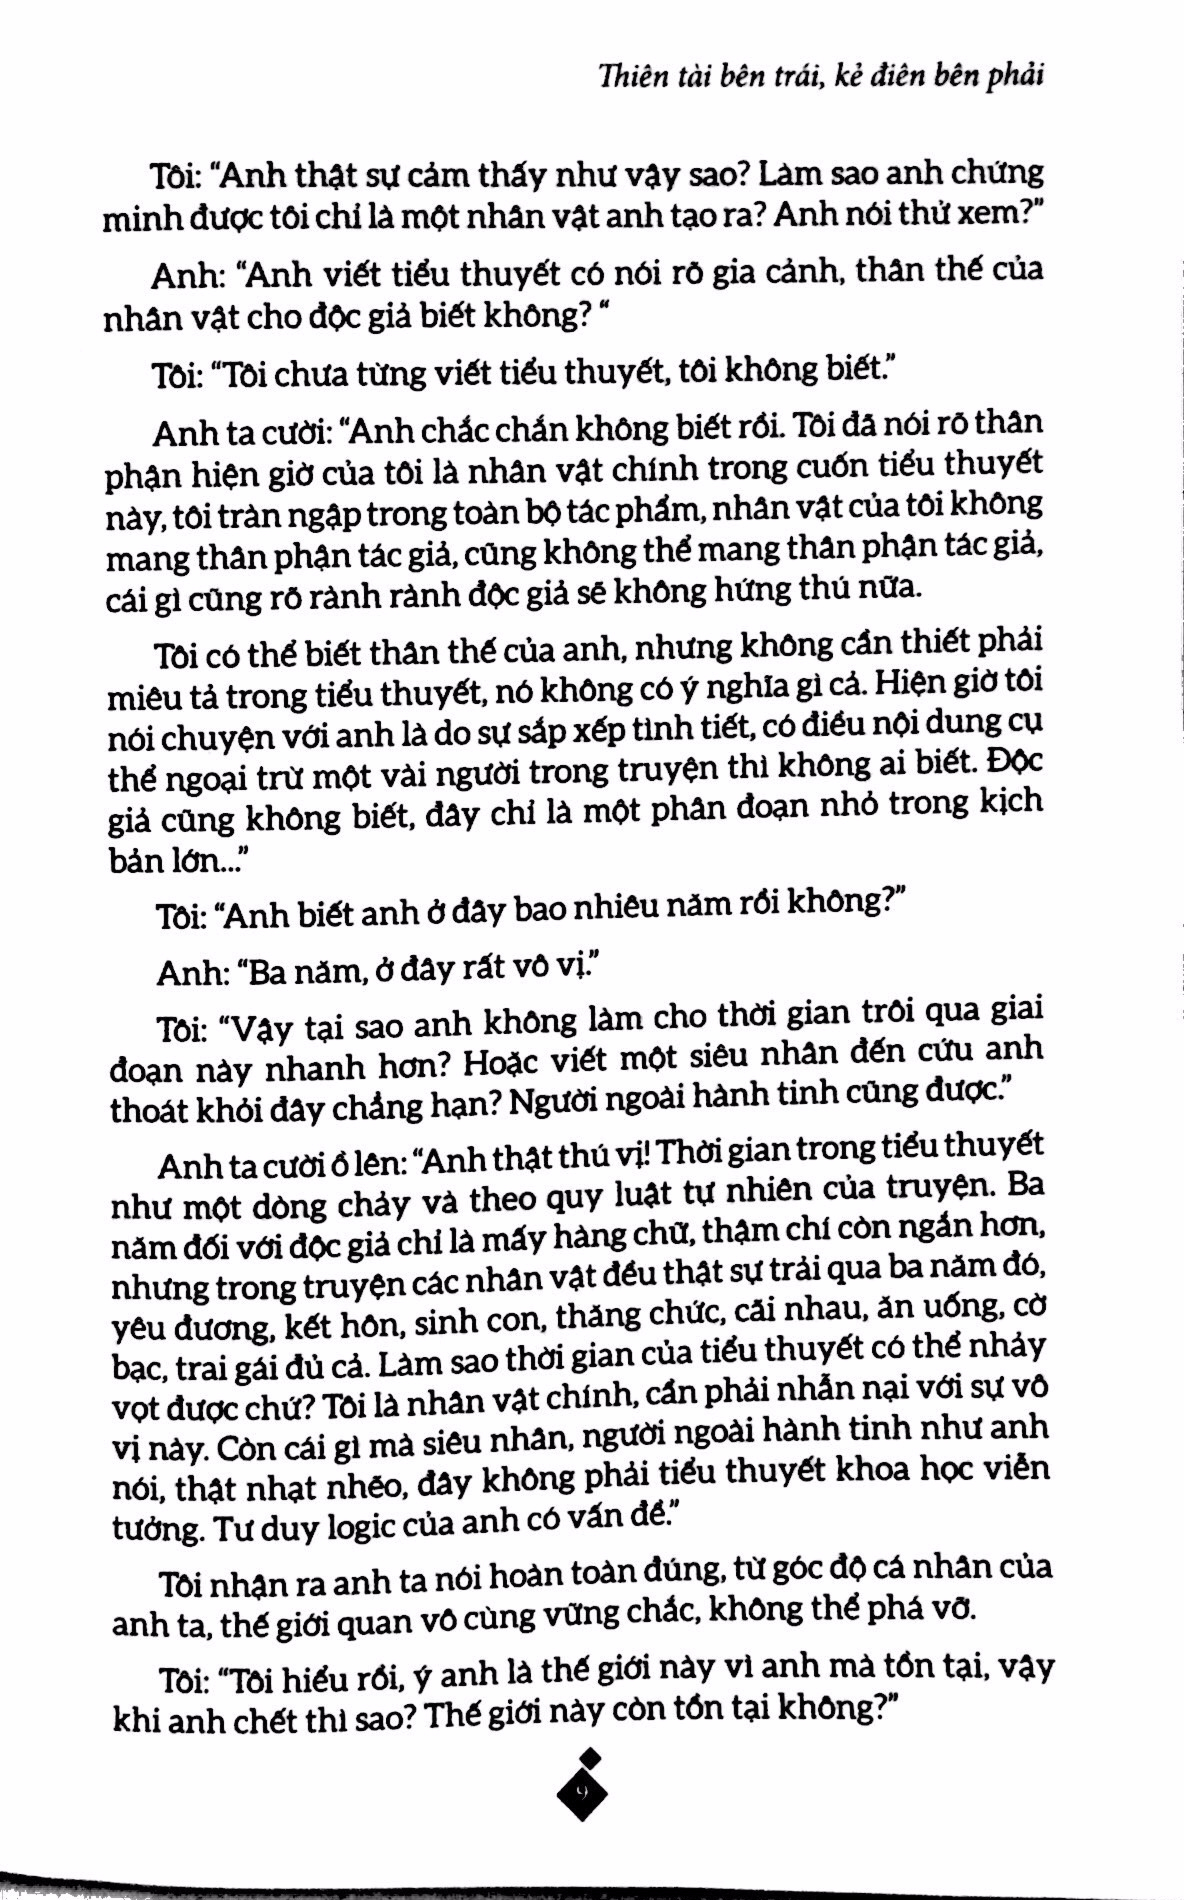 Thiên tài bên trái, kẻ điên bên phải
Tôi: “Anh thật sự cảm thấy như vậy sao? Làm sao anh chứng
minh được tôi chỉ là một nhân vật anh tạo ra? Anh nói thử xem?”
Anh: “Anh viết tiểu thuyết có nói rõ gia cảnh, thân thế của
nhân vật cho độc giả biết không? “
Tôi: “Tôi chưa từng viết tiểu thuyết, tôi không biết.”
Anh ta cười: “Anh chắc chắn không biết rồi. Tôi đã nói rõ thân
phận hiện giờ của tôi là nhân vật chính trong cuốn tiểu thuyết
này, tôi tràn ngập trong toàn bộ tác phẩm, nhân vật của tôi không
mang thân phận tác giả, cũng không thể mang thân phận tác giả,
cái gì cũng rõ rành rành độc giả sẽ không hứng thú nữa.
Tôi có thể biết thân thế của anh, nhưng không cần thiết phải
miêu tả trong tiểu thuyết, nó không có ý nghĩa gì cả. Hiện giờ tôi
nói chuyện với anh là do sự sắp xếp tình tiết, có điều nội dung cụ
thể ngoại trừ một vài người trong truyện thì không ai biết. Độc
giả cũng không biết, đây chỉ là một phân đoạn nhỏ trong kịch
bản lớn...”
Tôi: “Anh biết anh ở đây bao nhiêu năm rồi không?”
Anh: “Ba năm, ở đây rất vô vị.”
Tôi: “Vậy tại sao anh không làm cho thời gian trôi qua giai
đoạn này nhanh hơn? Hoặc viết một siêu nhân đến cứu anh
thoát khỏi đây chẳng hạn? Người ngoài hành tinh cũng được.”
Anh ta cười ồ lên: “Anh thật thú vị! Thời gian trong tiểu thuyết
như một dòng chảy và theo quy luật tự nhiên của truyện. Ba
năm đối với độc giả chỉ là mấy hàng chữ, thậm chí còn ngắn hơn,
nhưng trong truyện các nhân vật đều thật sự trải qua ba năm đó,
yêu đương, kết hôn, sinh con, thăng chức, cãi nhau, ăn uống, cờ
bạc, trai gái đủ cả. Làm sao thời gian của tiểu thuyết có thể nhảy
vọt được chứ? Tôi là nhân vật chính, cần phải nhẫn nại với sự vô
vị này. Còn cái gì mà siêu nhân, người ngoài hành tinh như anh
nói, thật nhạt nhẽo, đây không phải tiểu thuyết khoa học viễn
tưởng. Tư duy logic của anh có vấn đề.”
Tôi nhận ra anh ta nói hoàn toàn đúng, từ góc độ cá nhân của
anh ta, thế giới quan vô cùng vững chắc, không thể phá vỡ.
Tôi: “Tôi hiểu rồi, ý anh là thế giới này vì anh mà tồn tại, vậy
khi anh chết thì sao? Thế giới này còn tồn tại không?”
9